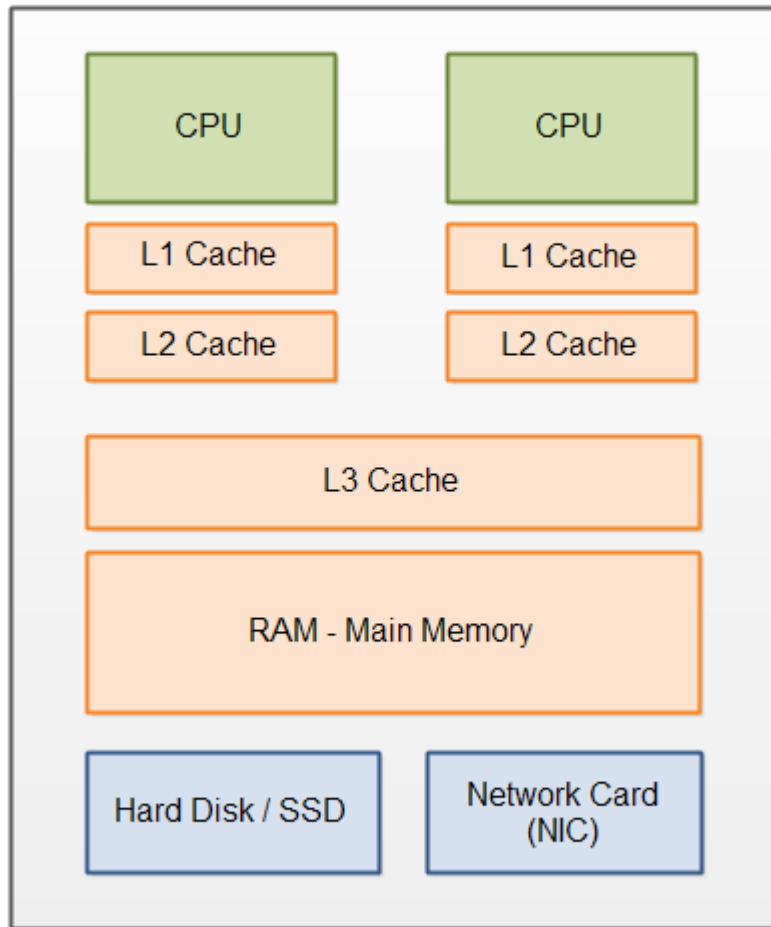 CPU
CPU
L1 Cache
L1 Cache
L2 Cache
L2 Cache
L3 Cache
RAM - Main Memory
Hard Disk / SSD
Network Card
(NIC)